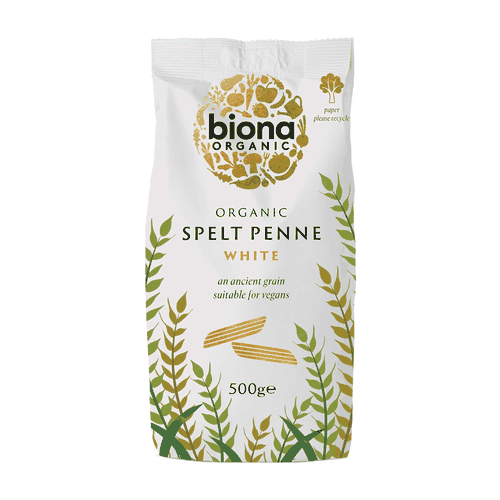 biona
ORGANIC
paper
please recycle
ORGANIC
SPELT PENNE
WHITE
an ancient grain
suitable for vegans
500g℮